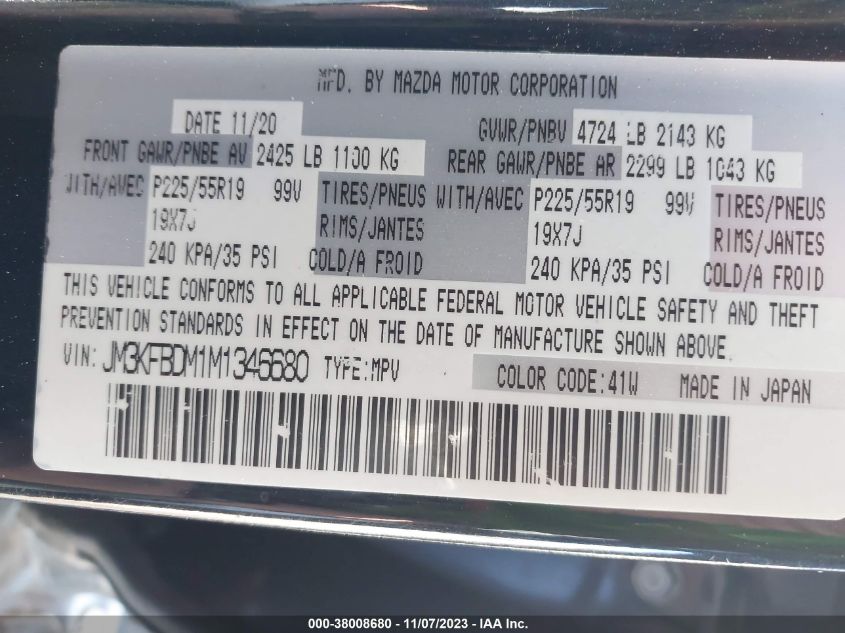 MFD. BY MAZDA MOTOR CORPORATION
DATE 11/20 GVWR/PNBV 4724 LB 2143 KG
FRONT GAWR/PNBE AV 2425 LB 1100 KG REAR GAWR/PNBE AR 2299 LB 1043 KG
WITH/AVEC P225/55R19 99V TIRES/PNEUS WITH/AVEC P225/55R19 99V TIRES/PNEUS
19X7J RIMS/JANTES 19X7J RIMS/JANTES
240 KPA/35 PSI COLD/A FROID 240 KPA/35 PSI COLD/A FROID
THIS VEHICLE CONFORMS TO ALL APPLICABLE FEDERAL MOTOR VEHICLE SAFETY AND THEFT
PREVENTION STANDARDS IN EFFECT ON THE DATE OF MANUFACTURE SHOWN ABOVE.
VIN: JM3KFBDM1M1346680 TYPE:MPV COLOR CODE:41W MADE IN JAPAN
000-38008680 - 11/07/2023 - IAA Inc.